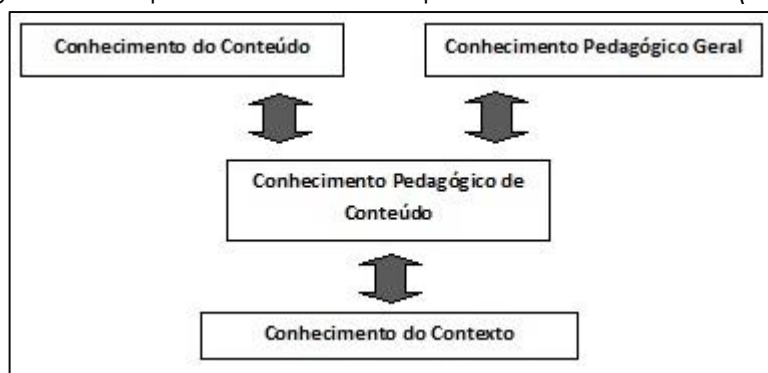 Conhecimento do Conteúdo
Conhecimento Pedagógico Geral
Conhecimento Pedagógico de
Conteúdo
Conhecimento do Contexto